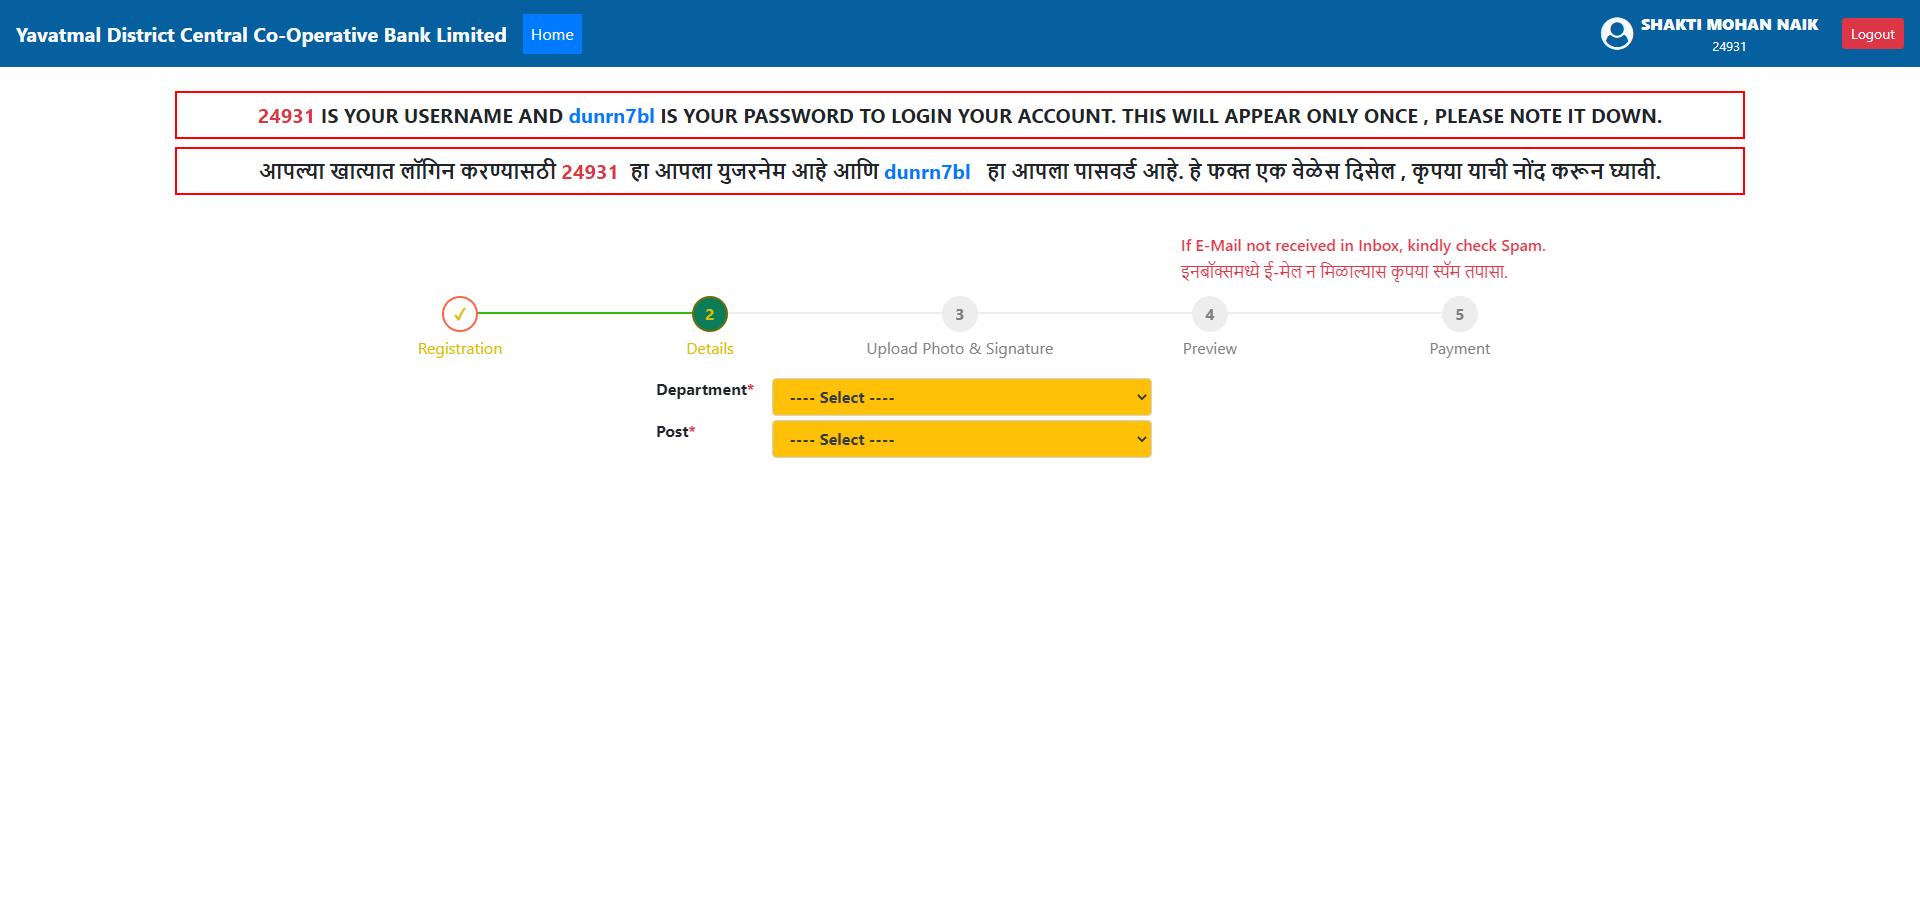 Yavatmal District Central Co-Operative Bank Limited Home SHAKTI MOHAN NAIK Logout
24931
24931 IS YOUR USERNAME AND dunrn7bl IS YOUR PASSWORD TO LOGIN YOUR ACCOUNT. THIS WILL APPEAR ONLY ONCE , PLEASE NOTE IT DOWN.
आपल्या खात्यात लॉगिन करण्यासठी 24931 हा आपला युजरनेम आहे आणि dunrn7bl हा आपला पासवर्ड आहे. हे फक्त एक वेळेस दिसेल , कृपया याची नोंद करून घ्यावी.
If E-Mail not received in Inbox, kindly check Spam.
इनबॉक्समध्ये ई-मेल न मिळाल्यास कृपया स्पॅम तपासा.
✓ 2 3 4 5
Registration Details Upload Photo & Signature Preview Payment
Department* ---- Select ----
Post* ---- Select ----